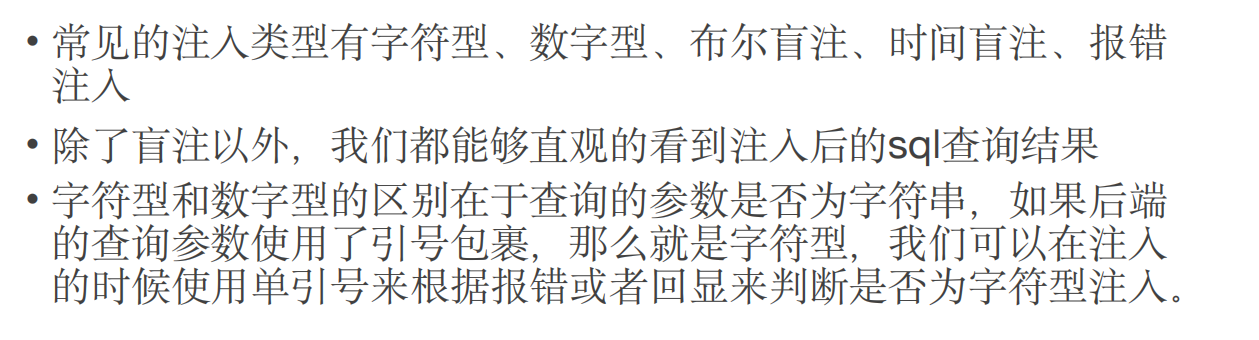 • 常见的注入类型有字符型、数字型、布尔盲注、时间盲注、报错
注入
• 除了盲注以外，我们都能够直观的看到注入后的sql查询结果
• 字符型和数字型的区别在于查询的参数是否为字符串，如果后端
的查询参数使用了引号包裹，那么就是字符型，我们可以在注入
的时候使用单引号来根据报错或者回显来判断是否为字符型注入。